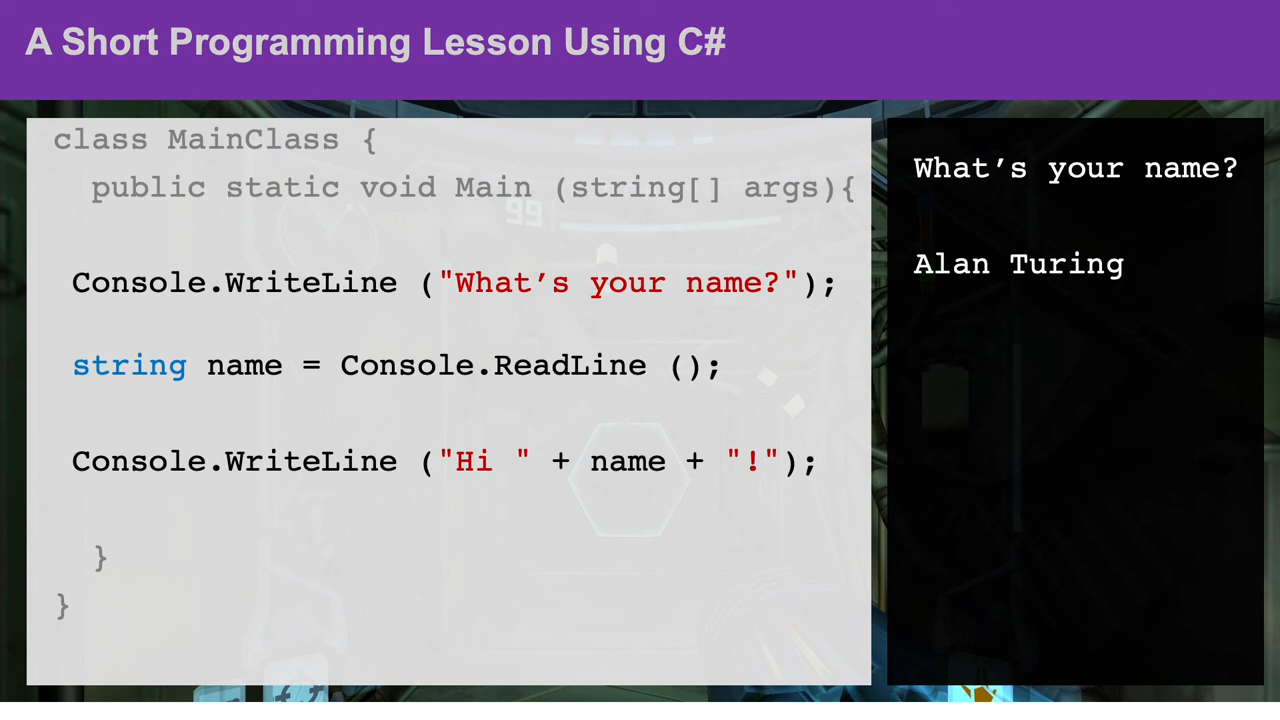 A Short Programming Lesson Using C#
class MainClass {
public static void Main (string[] args){
99
Console.WriteLine ("What’s your name?");
string name = Console.ReadLine ();
Console.WriteLine ("Hi " + name + "!");
}
}
What’s your name?
Alan Turing